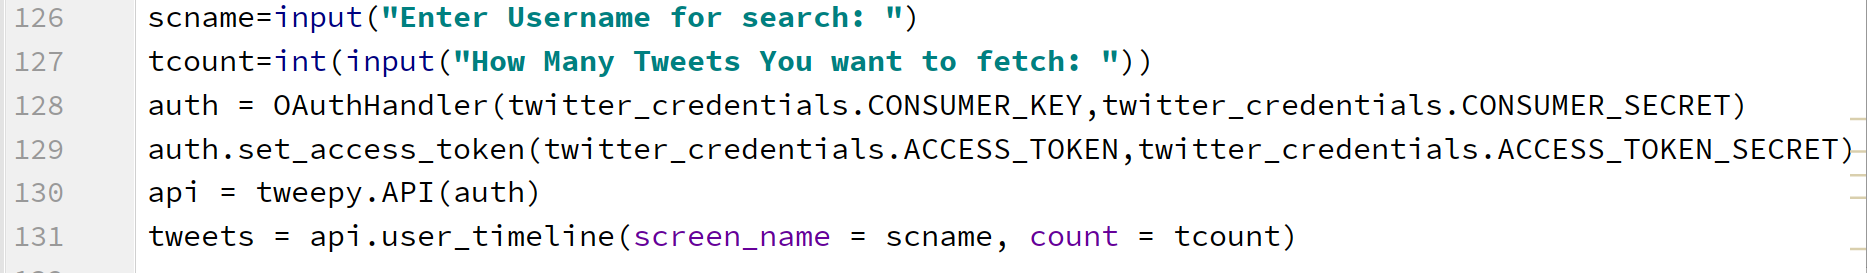 126 scname=input("Enter Username for search: ")
127 tcount=int(input("How Many Tweets You want to fetch: "))
128 auth = OAuthHandler(twitter_credentials.CONSUMER_KEY,twitter_credentials.CONSUMER_SECRET)
129 auth.set_access_token(twitter_credentials.ACCESS_TOKEN,twitter_credentials.ACCESS_TOKEN_SECRET)
130 api = tweepy.API(auth)
131 tweets = api.user_timeline(screen_name = scname, count = tcount)